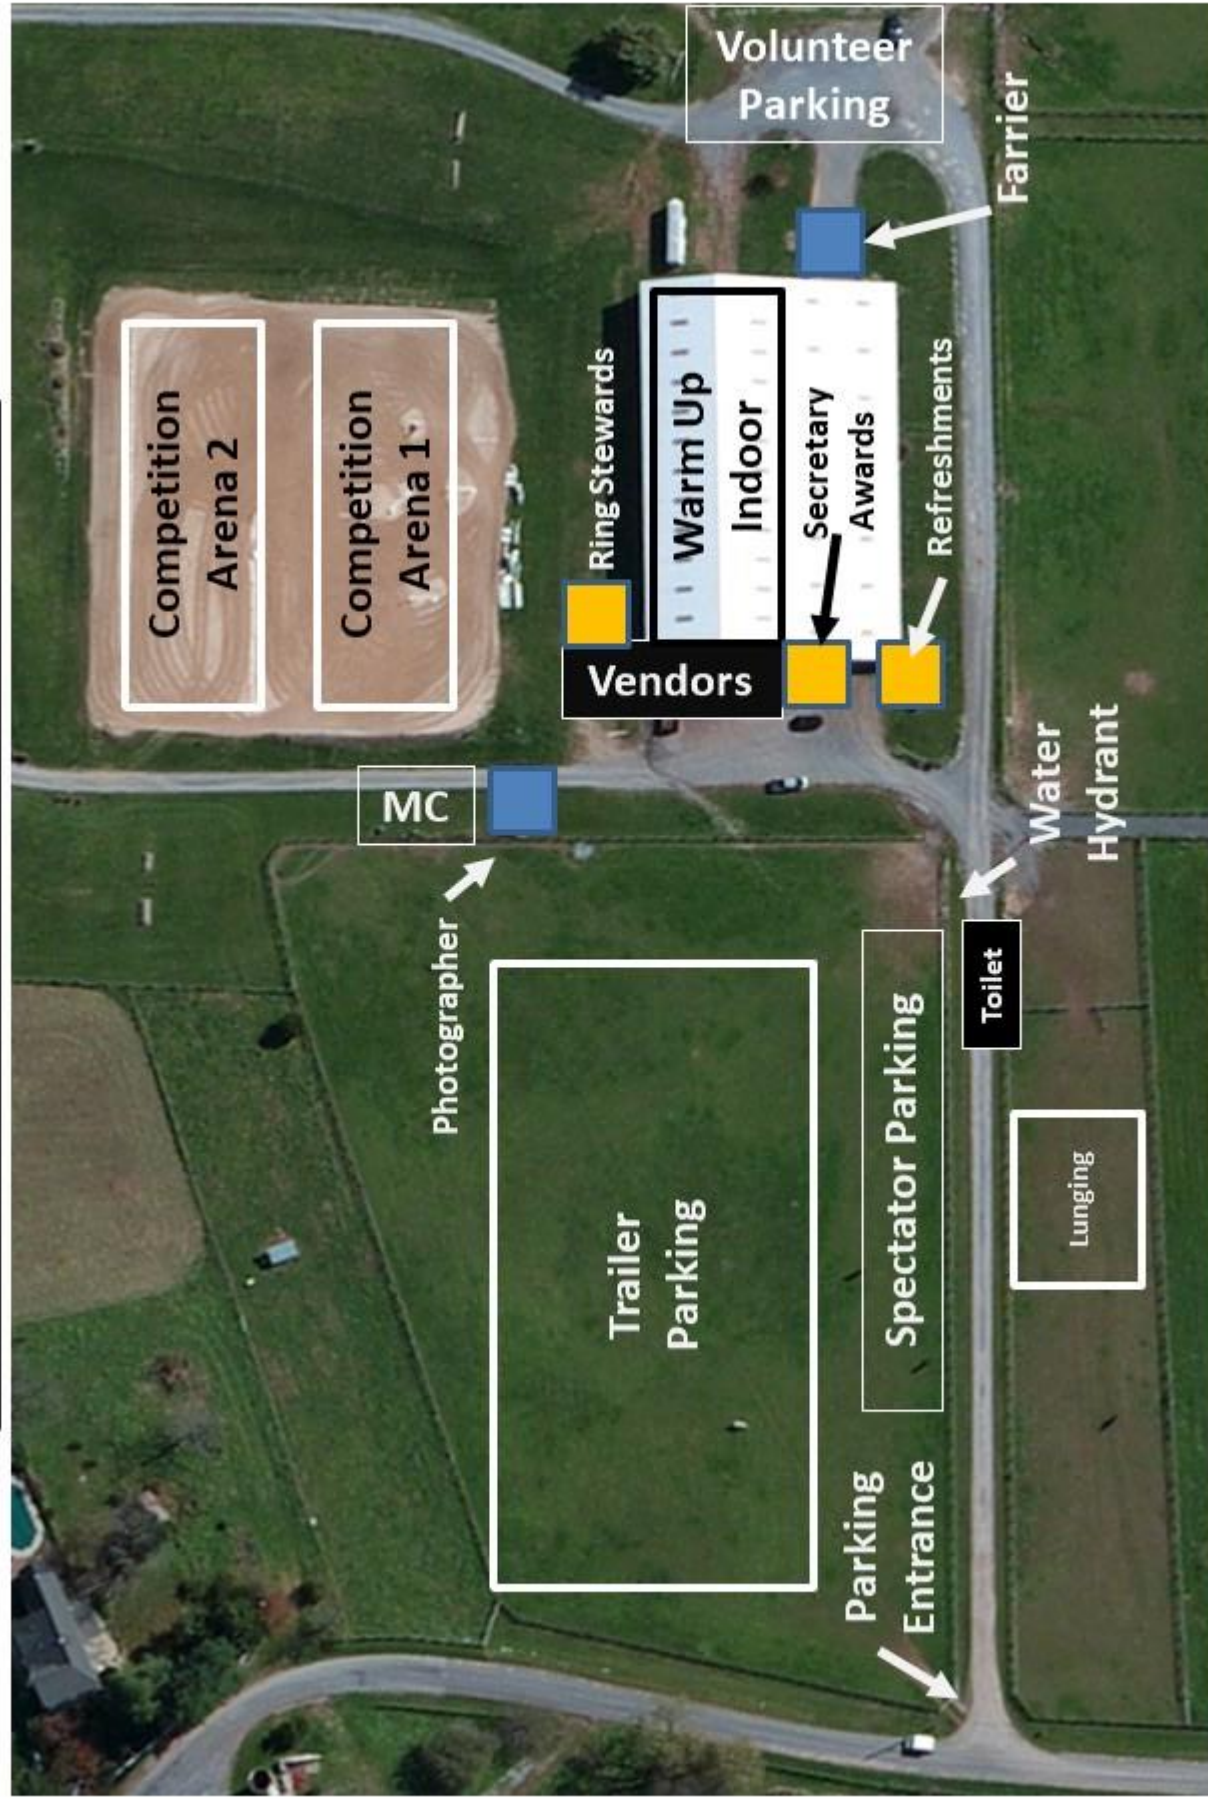 Volunteer
Parking
Farrier
Competition
Arena 2
Competition
Arena 1
Ring Stewards
Warm Up
Indoor
Secretary
Awards
Refreshments
Vendors
MC
Photographer
Water
Hydrant
Toilet
Trailer
Parking
Spectator Parking
Lunging
Parking
Entrance